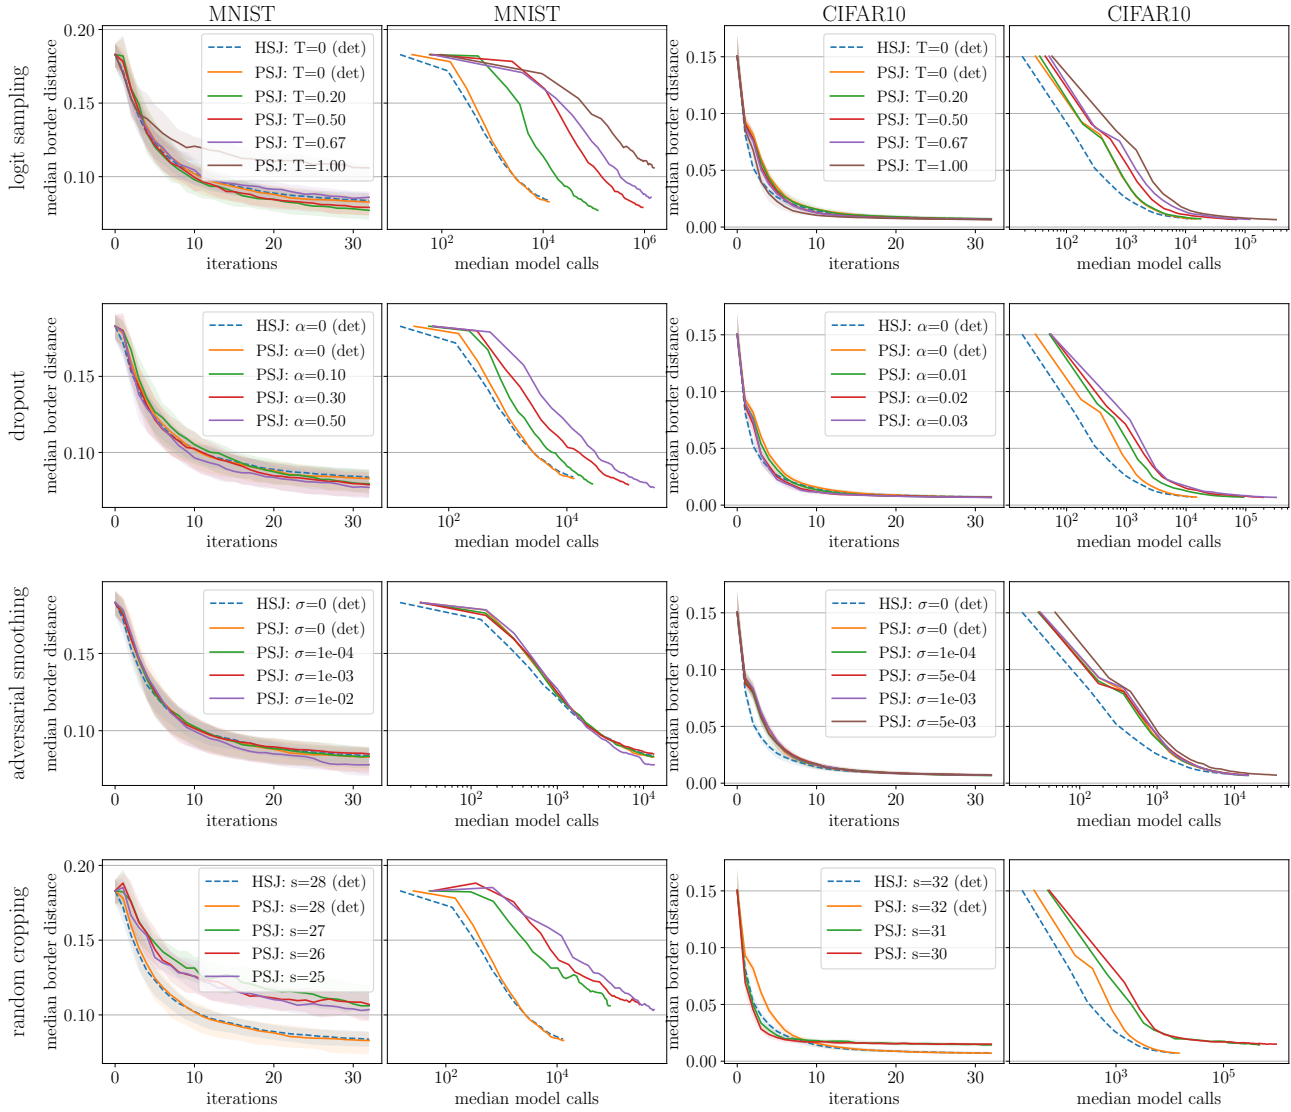 MNIST MNIST CIFAR10 CIFAR10
logit sampling
median border distance
0.20
0.15
0.10
HSJ: T=0 (det)
PSJ: T=0 (det)
PSJ: T=0.20
PSJ: T=0.50
PSJ: T=0.67
PSJ: T=1.00
0 10 20 30
iterations
10² 10⁴ 10⁶
median model calls
median border distance
0.15
0.10
0.05
0.00
HSJ: T=0 (det)
PSJ: T=0 (det)
PSJ: T=0.20
PSJ: T=0.50
PSJ: T=0.67
PSJ: T=1.00
0 10 20 30
iterations
10² 10³ 10⁴ 10⁵
median model calls
dropout
median border distance
0.15
0.10
HSJ: α=0 (det)
PSJ: α=0 (det)
PSJ: α=0.10
PSJ: α=0.30
PSJ: α=0.50
0 10 20 30
iterations
10² 10⁴
median model calls
median border distance
0.15
0.10
0.05
0.00
HSJ: α=0 (det)
PSJ: α=0 (det)
PSJ: α=0.01
PSJ: α=0.02
PSJ: α=0.03
0 10 20 30
iterations
10² 10³ 10⁴ 10⁵
median model calls
adversarial smoothing
median border distance
0.15
0.10
HSJ: σ=0 (det)
PSJ: σ=0 (det)
PSJ: σ=1e-04
PSJ: σ=1e-03
PSJ: σ=1e-02
0 10 20 30
iterations
10² 10³ 10⁴
median model calls
median border distance
0.15
0.10
0.05
0.00
HSJ: σ=0 (det)
PSJ: σ=0 (det)
PSJ: σ=1e-04
PSJ: σ=5e-04
PSJ: σ=1e-03
PSJ: σ=5e-03
0 10 20 30
iterations
10² 10³ 10⁴
median model calls
random cropping
median border distance
0.20
0.15
0.10
HSJ: s=28 (det)
PSJ: s=28 (det)
PSJ: s=27
PSJ: s=26
PSJ: s=25
0 10 20 30
iterations
10² 10⁴
median model calls
median border distance
0.15
0.10
0.05
0.00
HSJ: s=32 (det)
PSJ: s=32 (det)
PSJ: s=31
PSJ: s=30
0 10 20 30
iterations
10³ 10⁵
median model calls